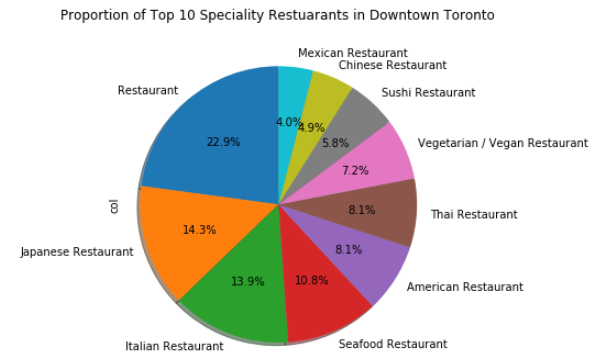 Proportion of Top 10 Speciality Restuarants in Downtown Toronto
Mexican Restaurant
Chinese Restaurant
Restaurant
Sushi Restaurant
4.0%
4.9%
22.9%
5.8%
Vegetarian / Vegan Restaurant
7.2%
col
8.1%
Thai Restaurant
14.3%
8.1%
Japanese Restaurant
13.9%
10.8%
American Restaurant
Italian Restaurant
Seafood Restaurant